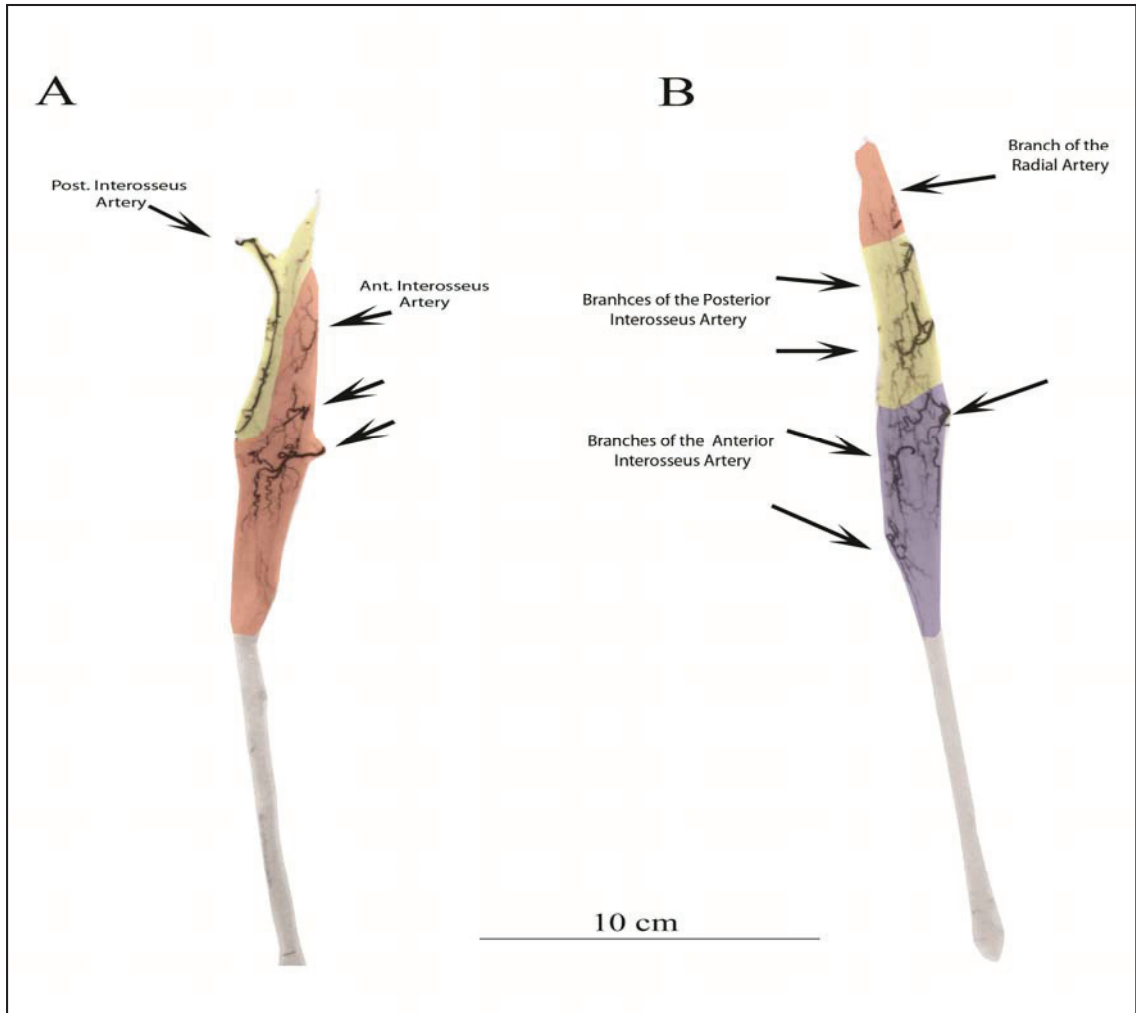 A
B
Post. Interosseus
Artery
Ant. Interosseus
Artery
Branch of the
Radial Artery
Branhces of the Posterior
Interosseus Artery
Branches of the Anterior
Interosseus Artery
10 cm